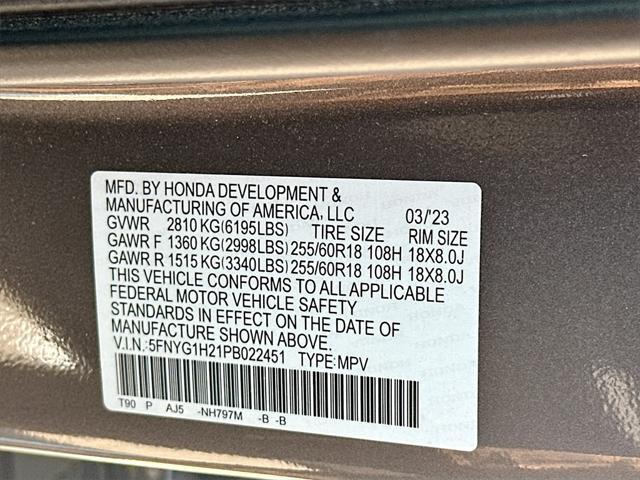 MFD. BY HONDA DEVELOPMENT &
MANUFACTURING OF AMERICA, LLC 03/'23
GVWR 2810 KG(6195LBS) TIRE SIZE RIM SIZE
GAWR F 1360 KG(2998LBS) 255/60R18 108H 18X8.0J
GAWR R 1515 KG(3340LBS) 255/60R18 108H 18X8.0J
THIS VEHICLE CONFORMS TO ALL APPLICABLE
FEDERAL MOTOR VEHICLE SAFETY
STANDARDS IN EFFECT ON THE DATE OF
MANUFACTURE SHOWN ABOVE.
V.I.N.:5FNYG1H21PB022451 TYPE:MPV
T90 P AJ5 -NH797M -B -B